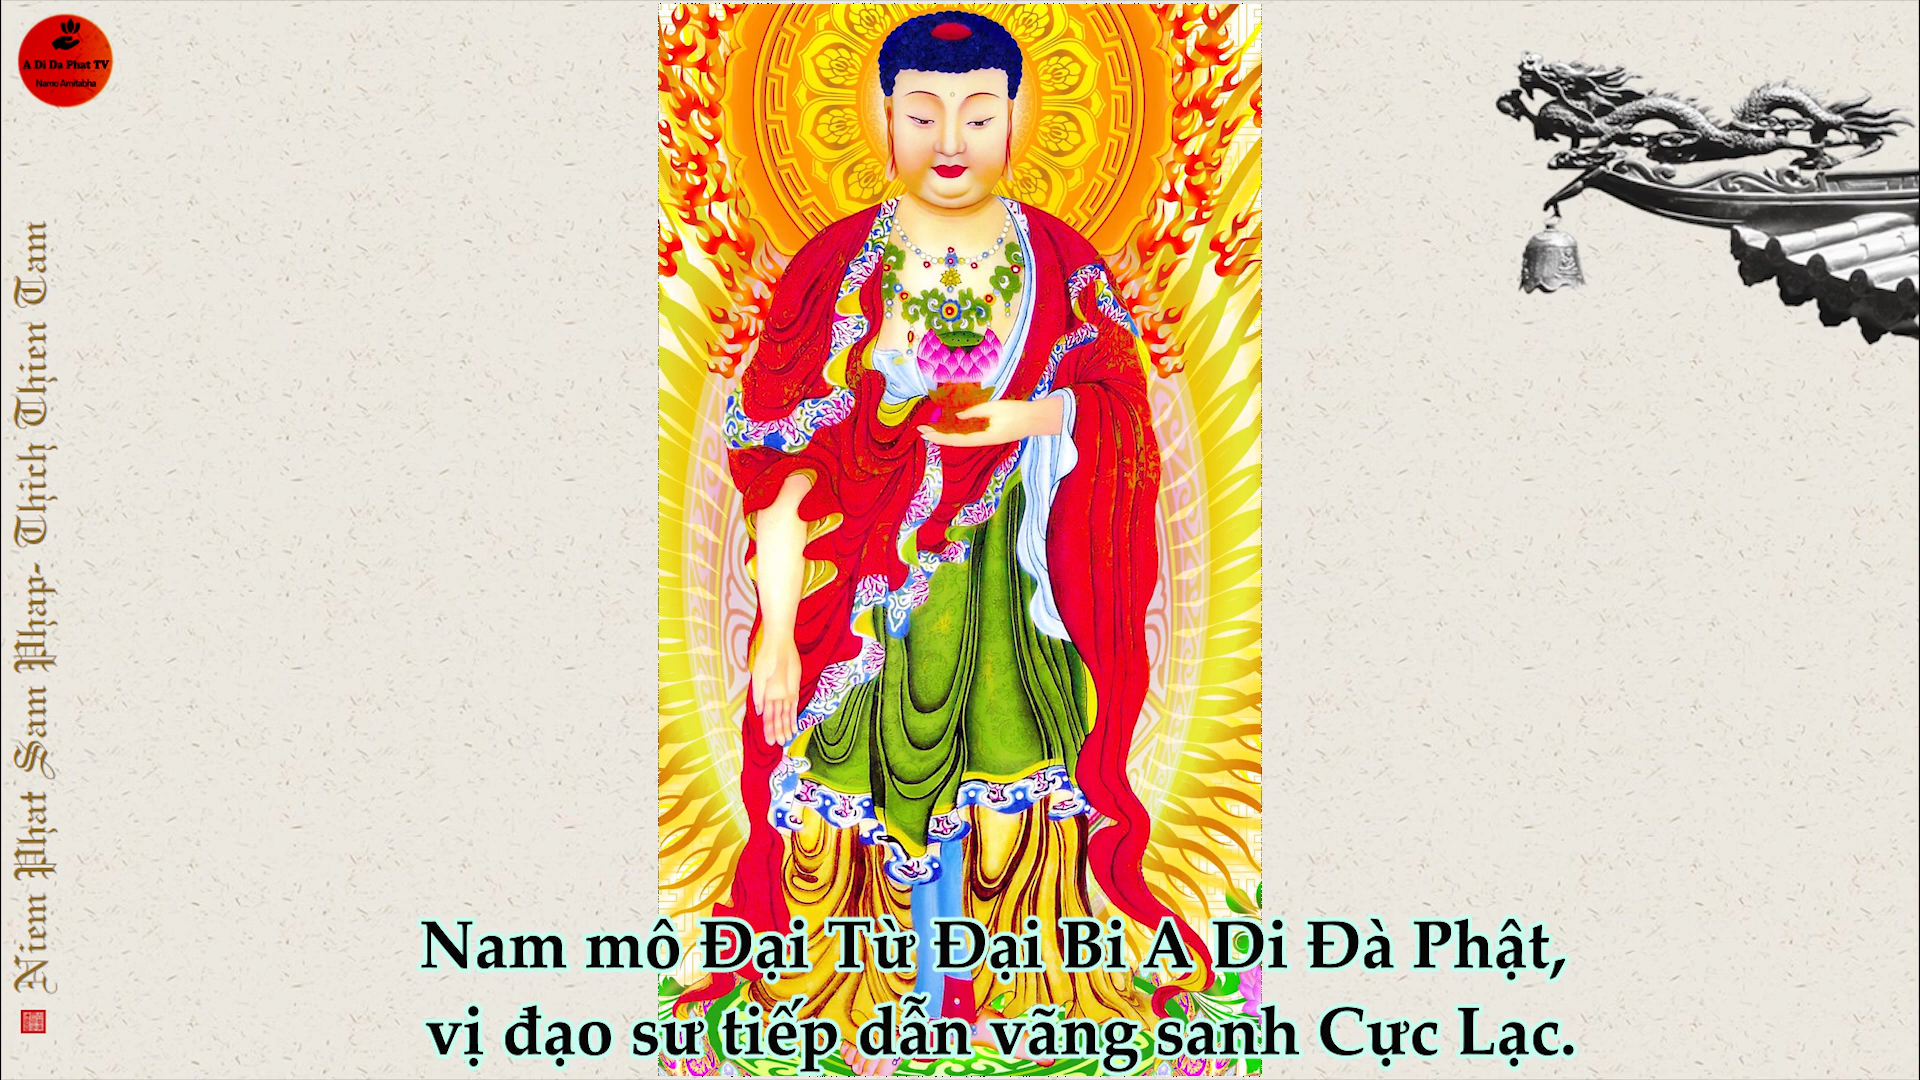 A Di Da Phat TV
Namo Amitabha
Niem Phat Sam Phap- Thich Thien Tam
Nam mô Đại Từ Đại Bi A Di Đà Phật,
vị đạo sư tiếp dẫn vãng sanh Cực Lạc.